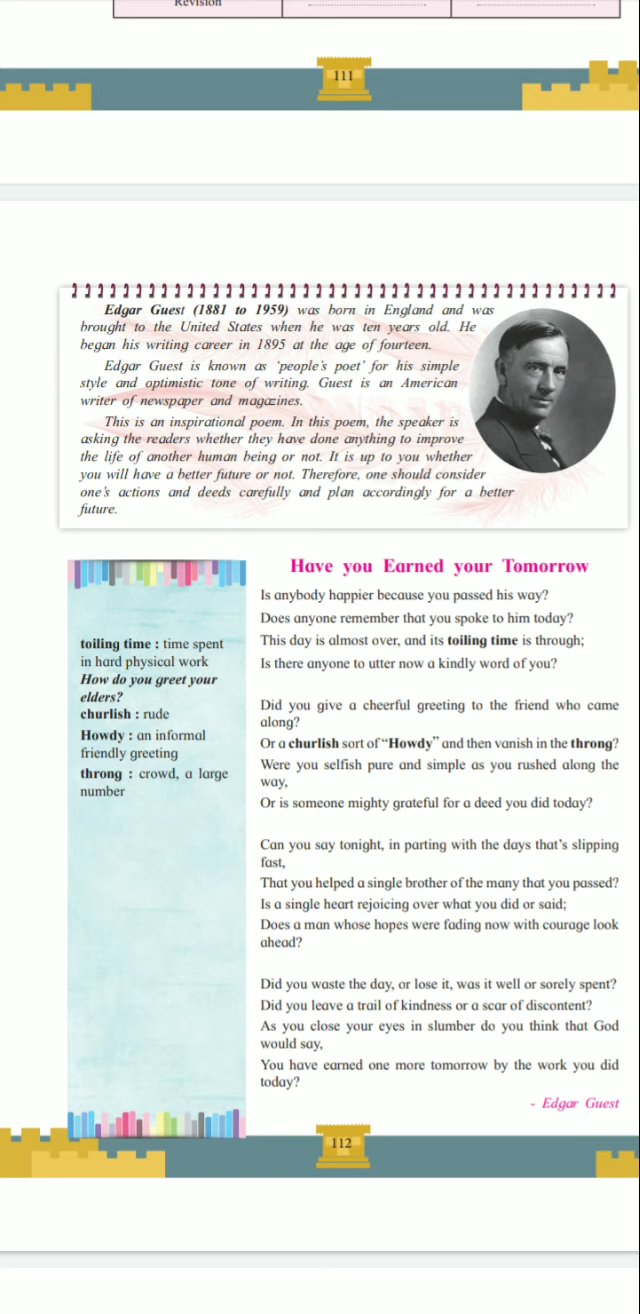 Revision
111
Edgar Guest (1881 to 1959) was born in England and was
brought to the United States when he was ten years old. He
began his writing career in 1895 at the age of fourteen.
Edgar Guest is known as ‘people’s poet’ for his simple
style and optimistic tone of writing. Guest is an American
writer of newspaper and magazines.
This is an inspirational poem. In this poem, the speaker is
asking the readers whether they have done anything to improve
the life of another human being or not. It is up to you whether
you will have a better future or not. Therefore, one should consider
one’s actions and deeds carefully and plan accordingly for a better
future.
toiling time : time spent
in hard physical work
How do you greet your
elders?
churlish : rude
Howdy : an informal
friendly greeting
throng : crowd, a large
number
Have you Earned your Tomorrow
Is anybody happier because you passed his way?
Does anyone remember that you spoke to him today?
This day is almost over, and its toiling time is through;
Is there anyone to utter now a kindly word of you?
Did you give a cheerful greeting to the friend who came
along?
Or a churlish sort of “Howdy” and then vanish in the throng?
Were you selfish pure and simple as you rushed along the
way,
Or is someone mighty grateful for a deed you did today?
Can you say tonight, in parting with the days that’s slipping
fast,
That you helped a single brother of the many that you passed?
Is a single heart rejoicing over what you did or said;
Does a man whose hopes were fading now with courage look
ahead?
Did you waste the day, or lose it, was it well or sorely spent?
Did you leave a trail of kindness or a scar of discontent?
As you close your eyes in slumber do you think that God
would say,
You have earned one more tomorrow by the work you did
today?
- Edgar Guest
112